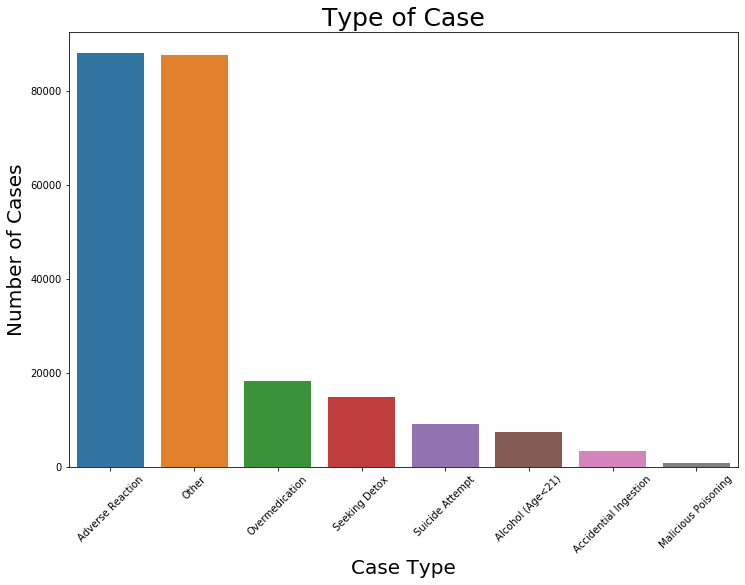 Type of Case
Number of Cases
80000
60000
40000
20000
0
Adverse Reaction
Other
Overmedication
Seeking Detox
Suicide Attempt
Alcohol (Age<21)
Accidential Ingestion
Malicious Poisoning
Case Type